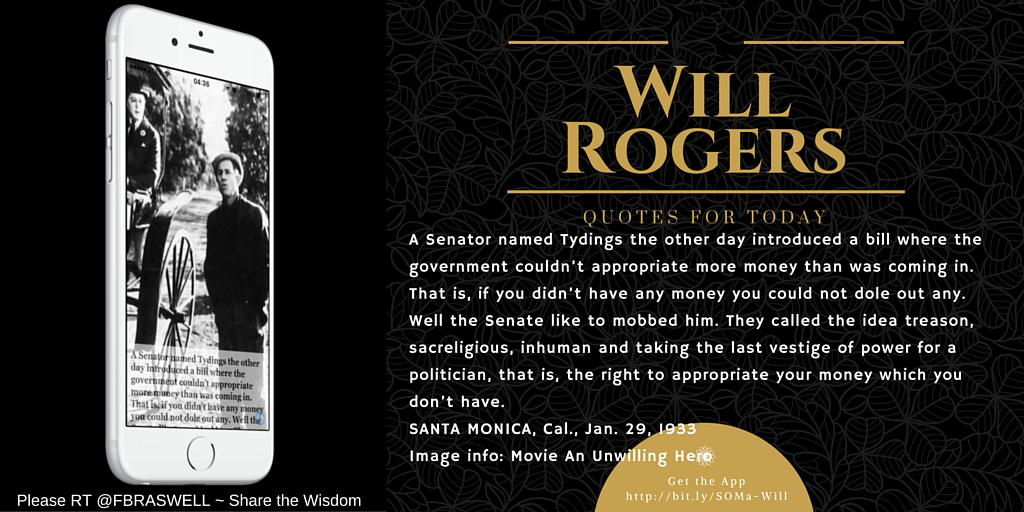 04:36
A Senator named Tydings the other
day introduced a bill where the
government couldn't appropriate
more money than was coming in.
That is, if you didn't have any money
you could not dole out any. Well the
Please RT @FBRASWELL ~ Share the Wisdom
WILL
ROGERS
QUOTES FOR TODAY
A Senator named Tydings the other day introduced a bill where the
government couldn't appropriate more money than was coming in.
That is, if you didn't have any money you could not dole out any.
Well the Senate like to mobbed him. They called the idea treason,
sacreligious, inhuman and taking the last vestige of power for a
politician, that is, the right to appropriate your money which you
don't have.
SANTA MONICA, Cal., Jan. 29, 1933
Image info: Movie An Unwilling Hero
Get the App
http://bit.ly/SOMa-Will